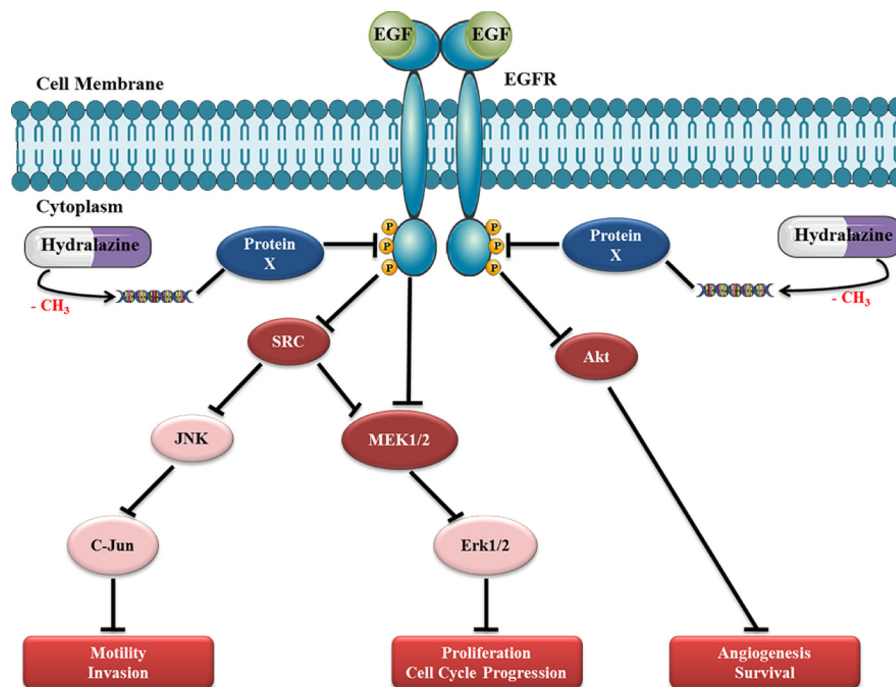 EGF
EGF
Cell Membrane
EGFR
Cytoplasm
Hydralazine
Protein
X
P
P
P
P
P
P
Protein
X
Hydralazine
- CH₃
- CH₃
SRC
Akt
JNK
MEK1/2
C-Jun
Erk1/2
Motility
Invasion
Proliferation
Cell Cycle Progression
Angiogenesis
Survival